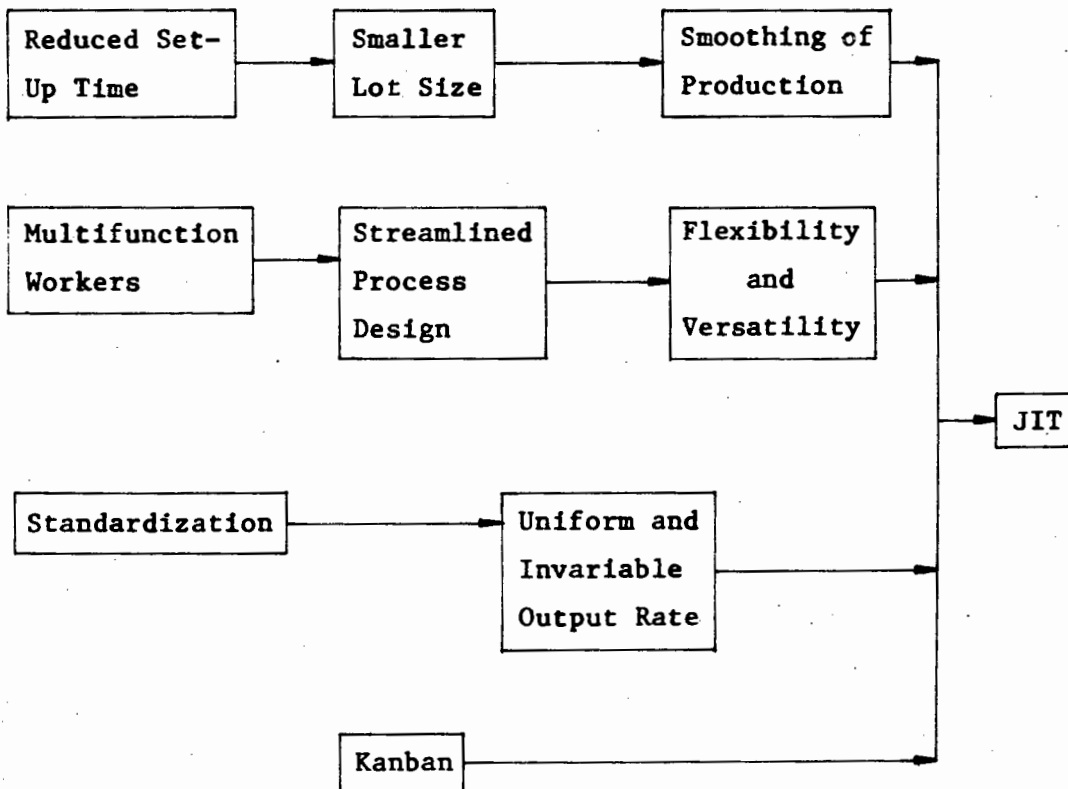 Reduced Set-
Up Time
Smaller
Lot Size
Smoothing of
Production
Multifunction
Workers
Streamlined
Process
Design
Flexibility
and
Versatility
JIT
Standardization
Uniform and
Invariable
Output Rate
Kanban